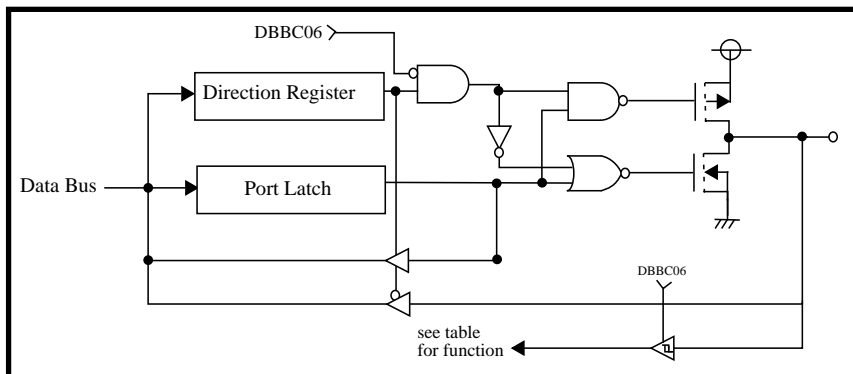 DBBC06
Direction Register
Data Bus
Port Latch
DBBC06
see table
for function